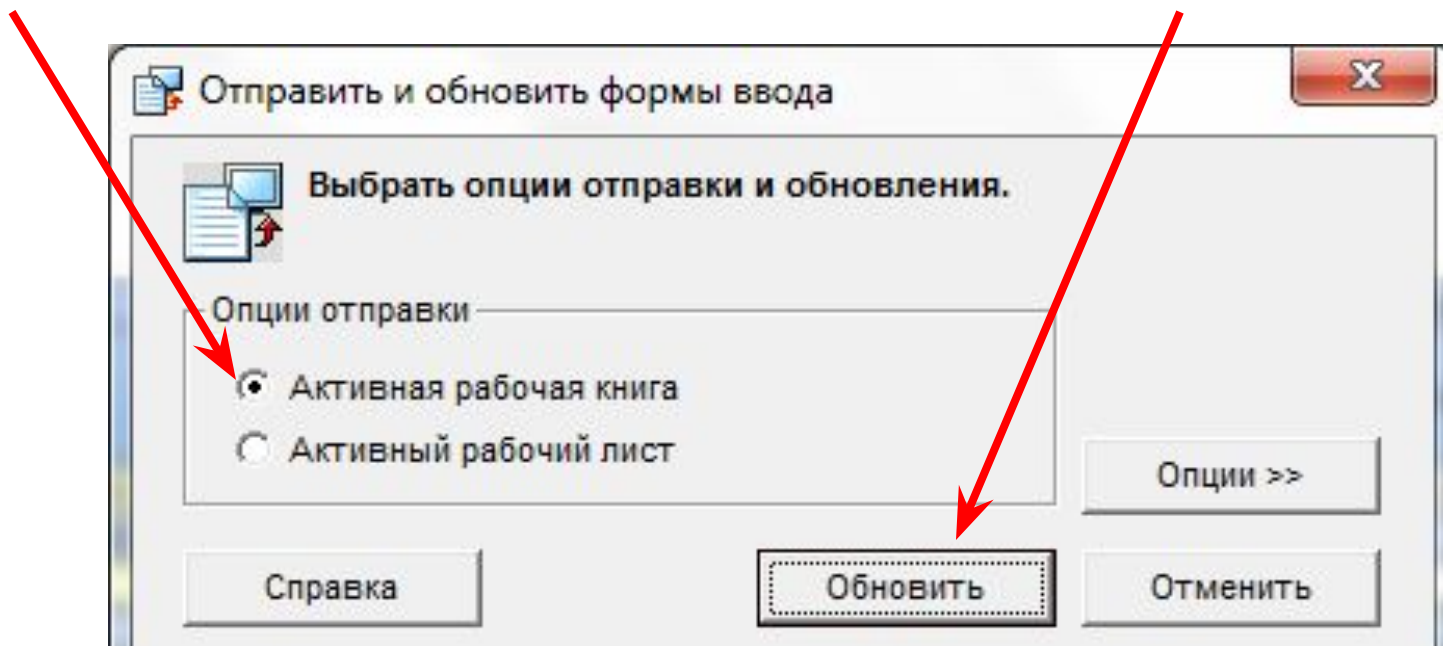 Отправить и обновить формы ввода
Выбрать опции отправки и обновления.
Опции отправки
Активная рабочая книга
Активный рабочий лист
Опции >>
Справка
Обновить
Отменить